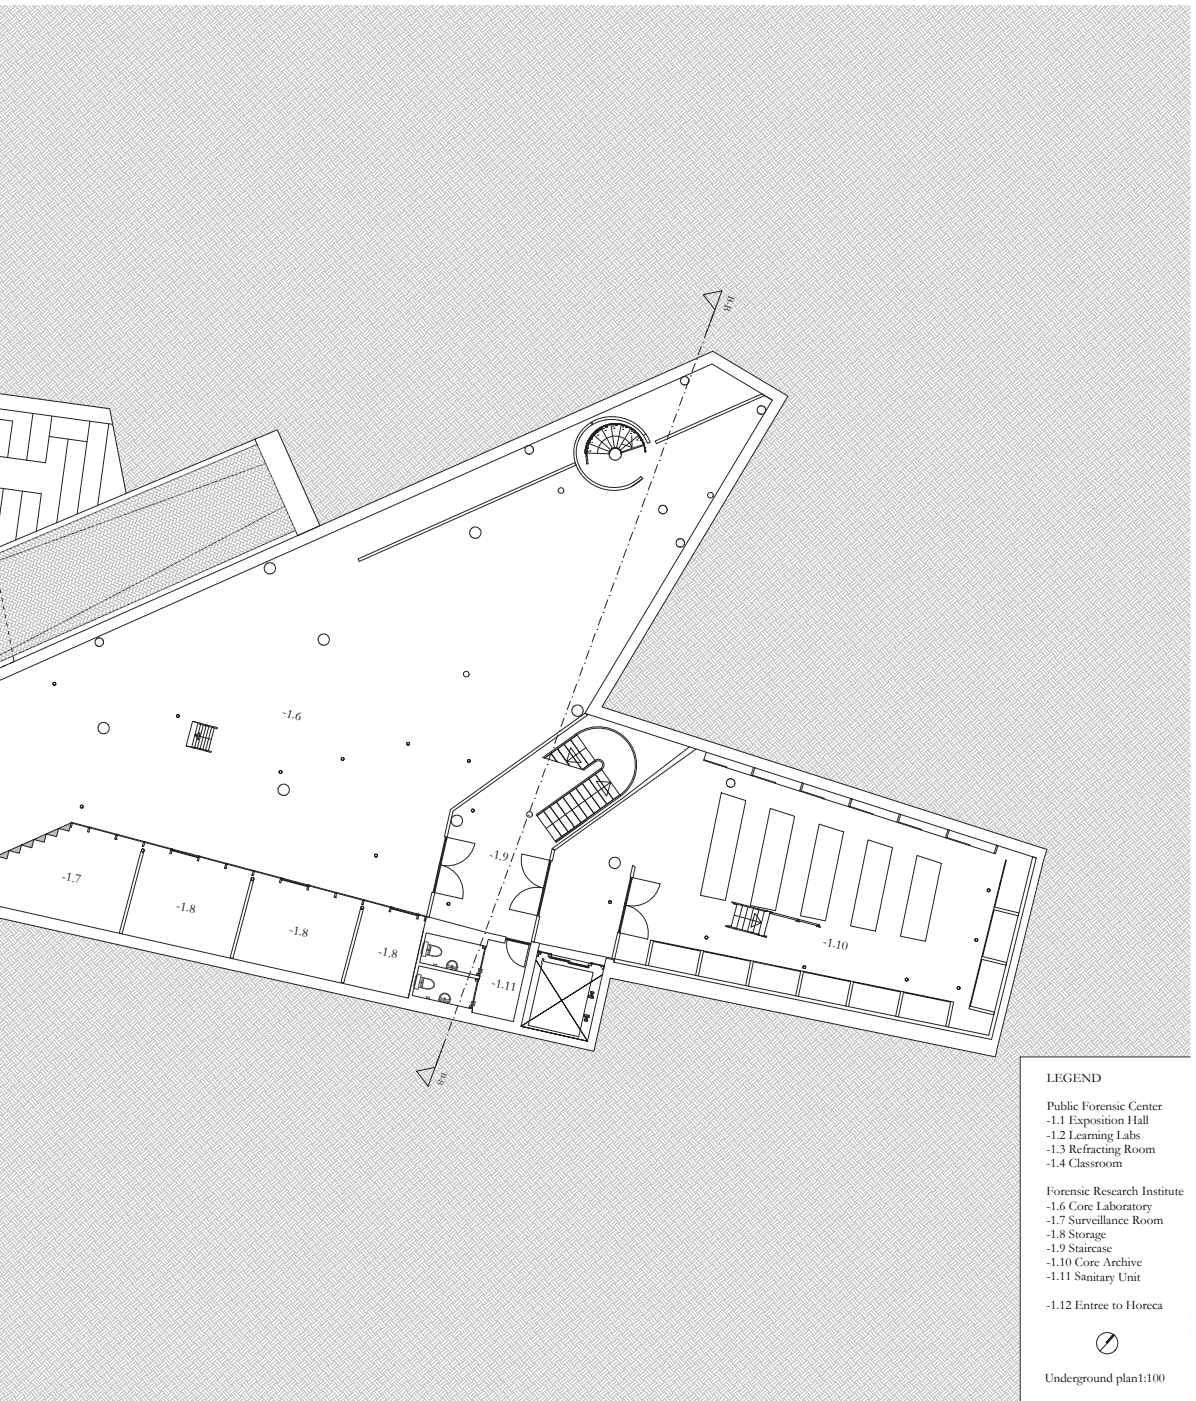 B-B
-1.6
-1.9
-1.7
-1.8
-1.8
-1.8
-1.10
-1.11
B-B
LEGEND
Public Forensic Center
-1.1 Exposition Hall
-1.2 Learning Labs
-1.3 Refracting Room
-1.4 Classroom
Forensic Research Institute
-1.6 Core Laboratory
-1.7 Surveillance Room
-1.8 Storage
-1.9 Staircase
-1.10 Core Archive
-1.11 Sanitary Unit
-1.12 Entree to Horeca
Underground plan1:100